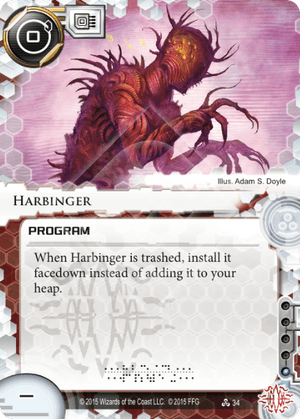 0
Illus. Adam S. Doyle
HARBINGER
PROGRAM
When Harbinger is trashed, install it
facedown instead of adding it to your
heap.
–
© 2015 Wizards of the Coast LLC. © 2015 FFG
34